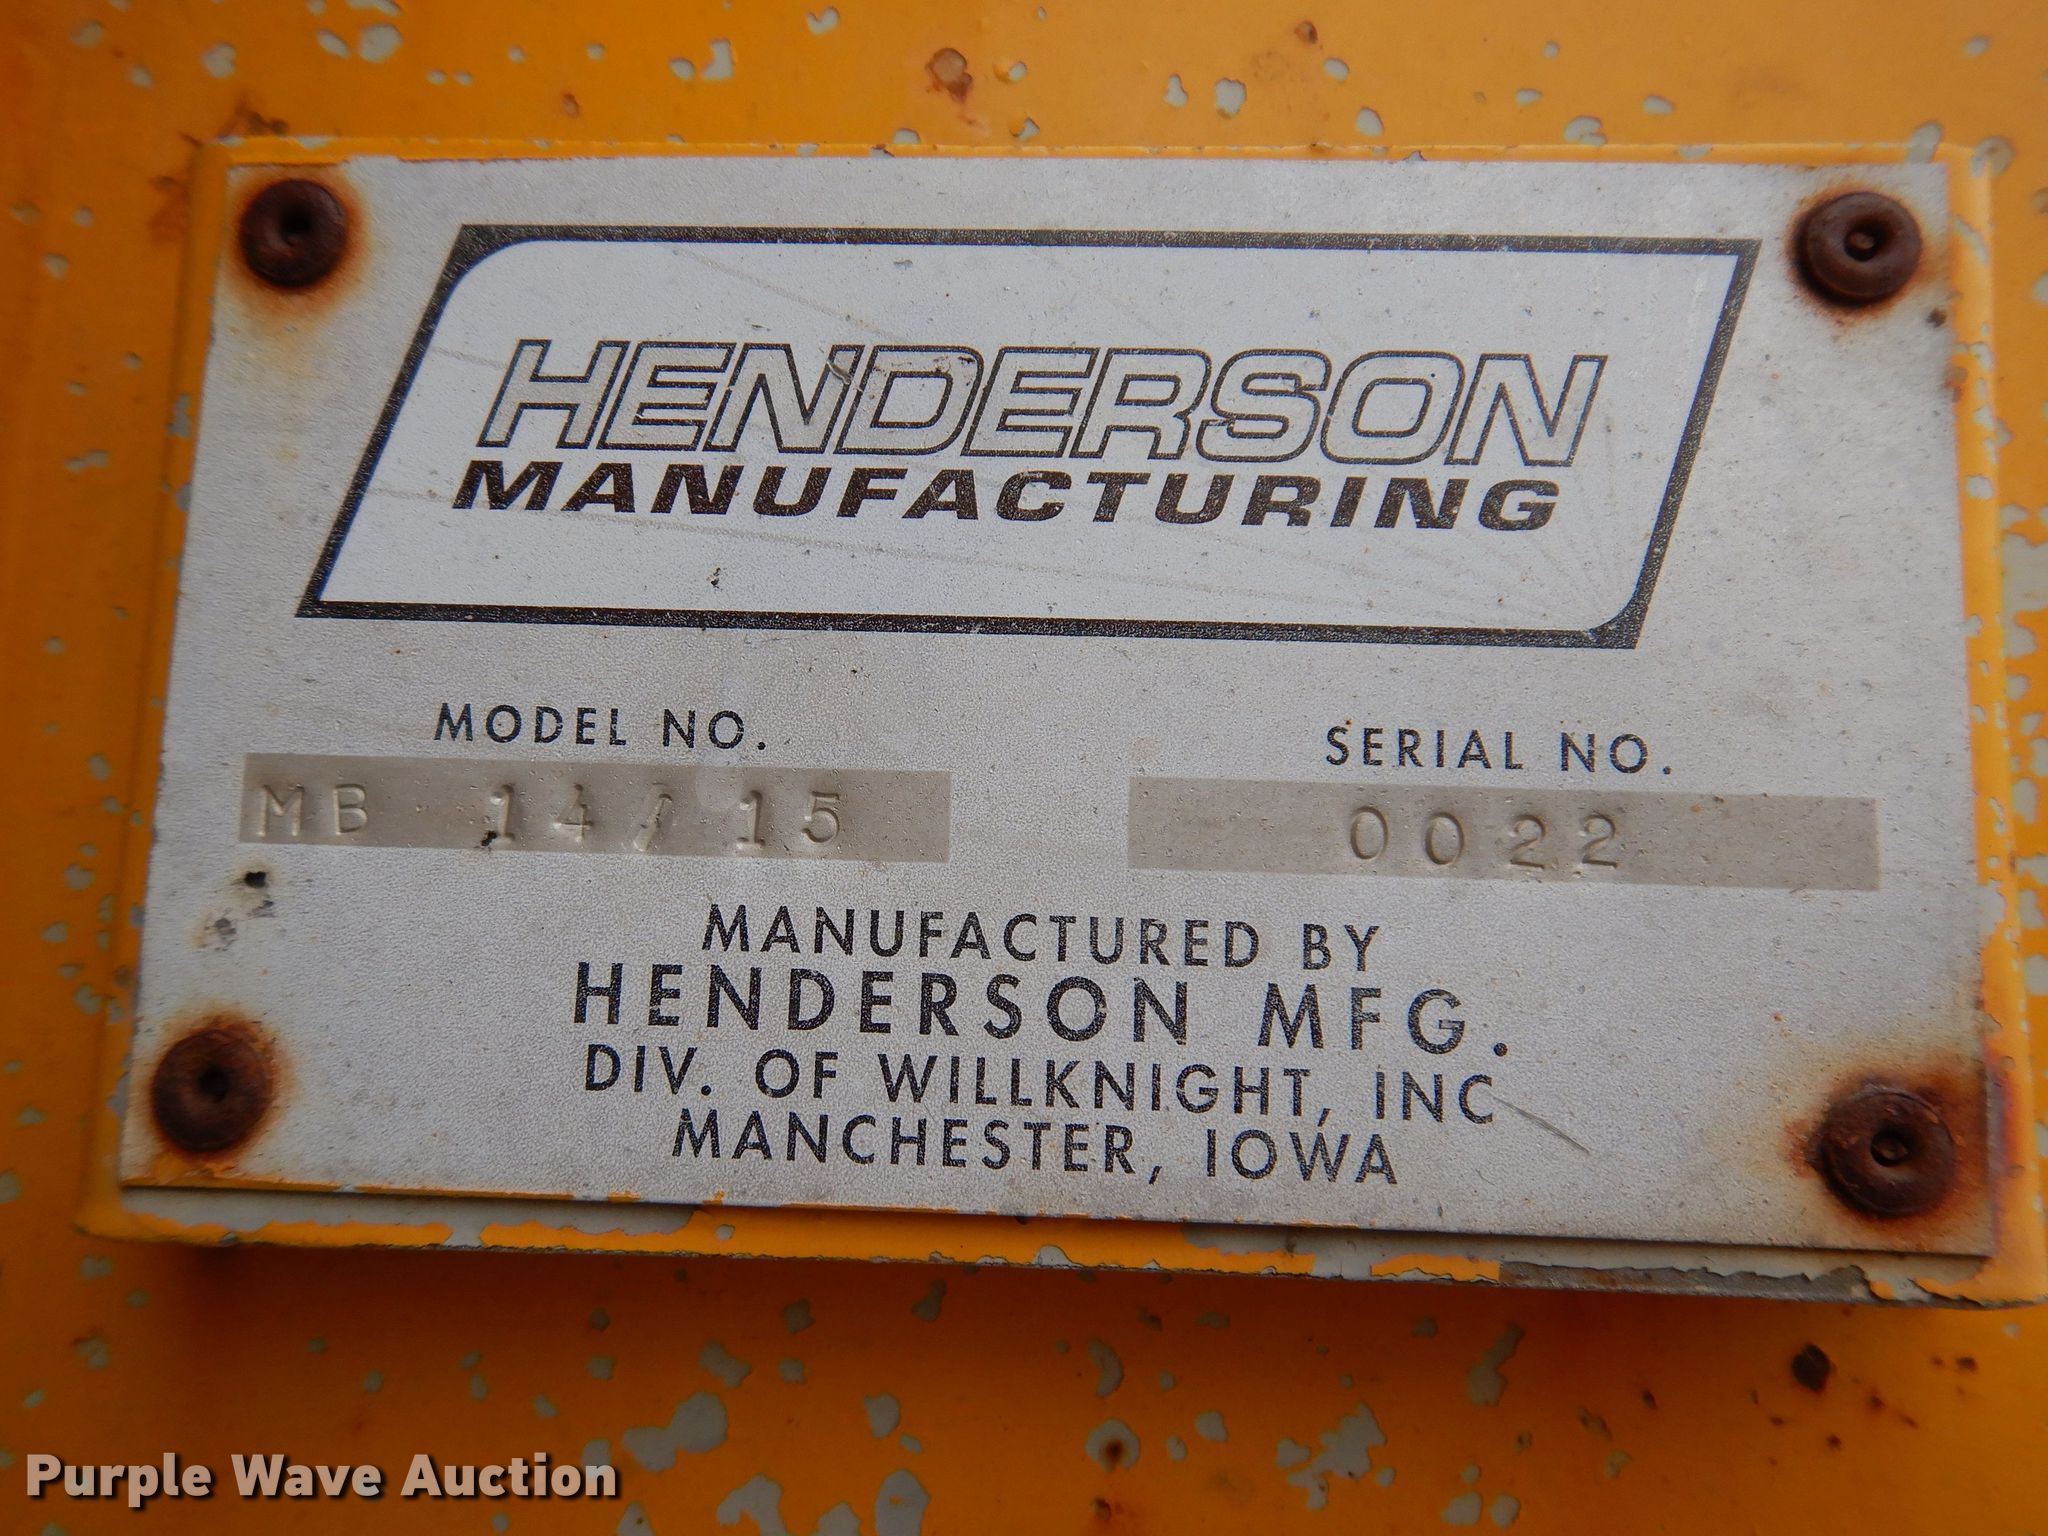 HENDERSON
MANUFACTURING
MODEL NO.
MB 14/15
SERIAL NO.
0022
MANUFACTURED BY
HENDERSON MFG.
DIV. OF WILLKNIGHT, INC
MANCHESTER, IOWA
Purple Wave Auction